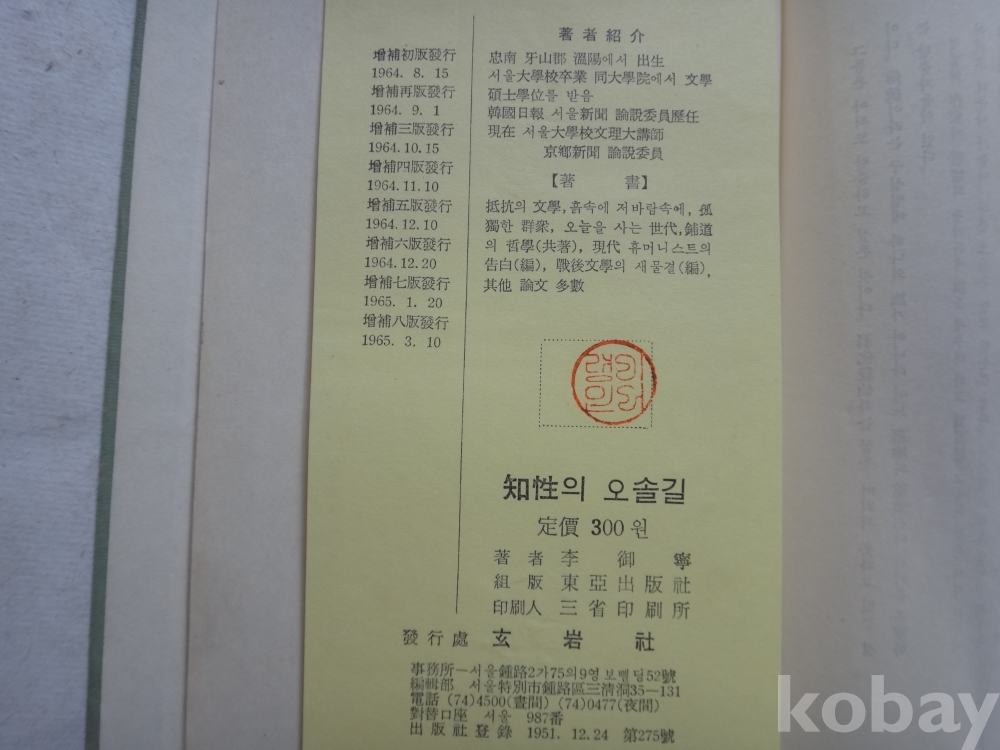 增補初版發行
1964. 8. 15
增補再版發行
1964. 9. 1
增補三版發行
1964. 10. 15
增補四版發行
1964. 11. 10
增補五版發行
1964. 12. 10
增補六版發行
1964. 12. 20
增補七版發行
1965. 1. 20
增補八版發行
1965. 3. 10
著者紹介
忠南 牙山郡 溫陽에서 出生
서울大學校卒業 同大學院에서 文學
碩士學位를 받음
韓國日報 서울新聞 論說委員歷任
現在 서울大學校文理大講師
京鄕新聞 論說委員
【著 書】
抵抗의 文學, 흙속에 저바람속에, 孤
獨한 群衆, 오늘을 사는 世代, 鋪道
의 哲學(共著), 現代 휴머니스트의
告白(編), 戰後文學의 새물결(編),
其他 論文 多數
知性의 오솔길
定價 300원
著者 李御寧
組版 東亞出版社
印刷人 三省印刷所
發行處 玄岩社
事務所—서울鍾路2가75의9영보빌딩52號
編輯部 서울特別市鍾路區三淸洞35—131
電話 (74)4500(晝間) (74)0477(夜間)
對替口座 서울 987番
出版社登錄 1951. 12. 24 第275號
kobay